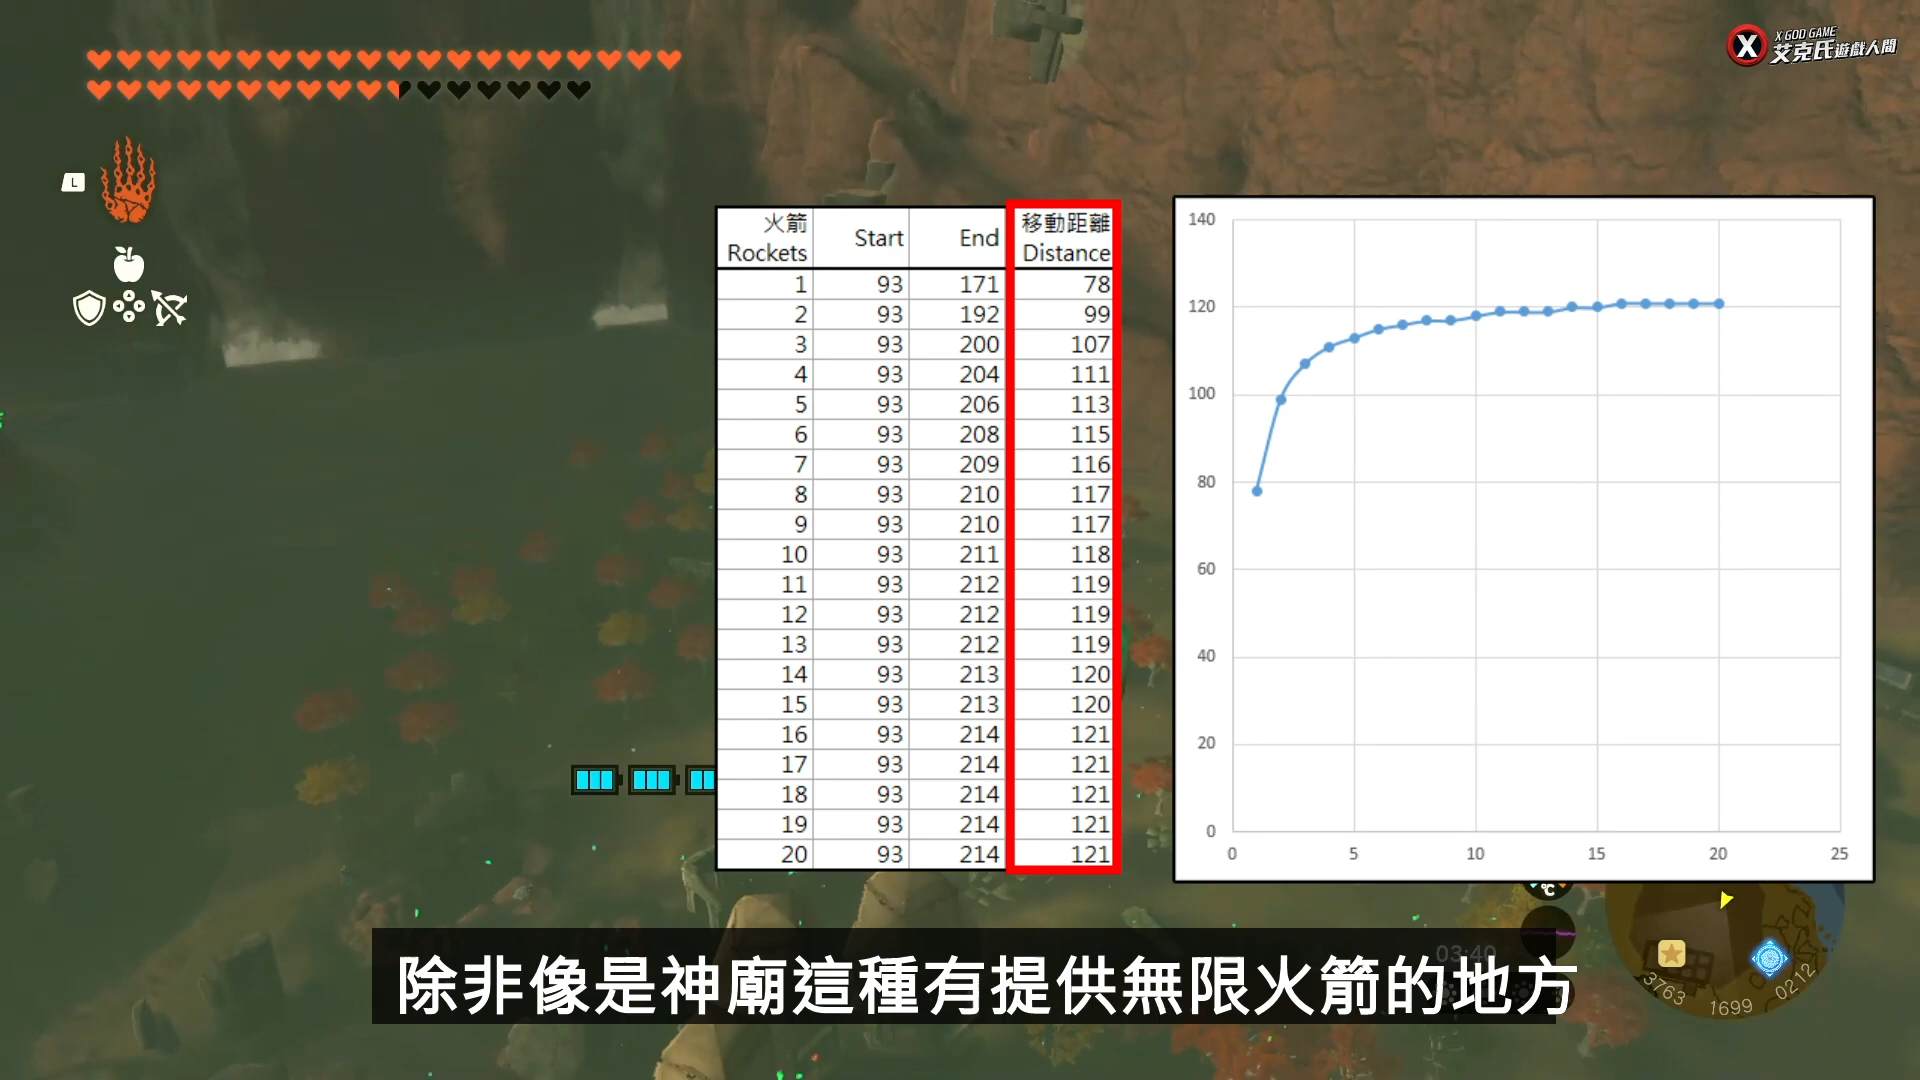 X GOD GAME
X 艾克氏遊戲人間
L
火箭 Rockets Start End 移動距離 Distance
1 93 171 78
2 93 192 99
3 93 200 107
4 93 204 111
5 93 206 113
6 93 208 115
7 93 209 116
8 93 210 117
9 93 210 117
10 93 211 118
11 93 212 119
12 93 212 119
13 93 212 119
14 93 213 120
15 93 213 120
16 93 214 121
17 93 214 121
18 93 214 121
19 93 214 121
20 93 214 121
140
120
100
80
60
40
20
0
0 5 10 15 20 25
℃
03:40
3763 1699 0212
除非像是神廟這種有提供無限火箭的地方